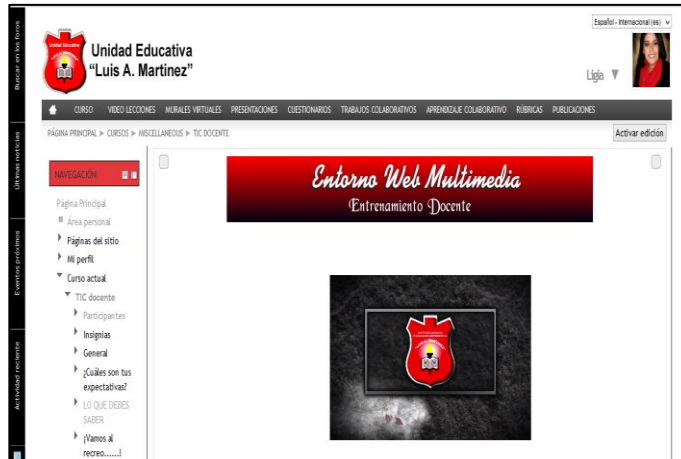 Español - Internacional (es)
Unidad Educativa
“Luis A. Martinez”
Ligia
CURSO VIDEO LECCIONES MURALES VIRTUALES PRESENTACIONES CUESTIONARIOS TRABAJOS COLABORATIVOS APRENDIZAJE COLABORATIVO RÚBRICAS PUBLICACIONES
PÁGINA PRINCIPAL ► CURSOS ► MISCELLANEOUS ► TIC DOCENTE
Activar edición
Buscar en los foros
Últimas noticias
Eventos próximos
Actividad reciente
NAVEGACIÓN
Página Principal
Área personal
Páginas del sitio
Mi perfil
Curso actual
TIC docente
Participantes
Insignias
General
¿Cuáles son tus
expectativas?
LO QUE DEBES
SABER
¡Vamos al
recreo......!
Entorno Web Multimedia
Entrenamiento Docente